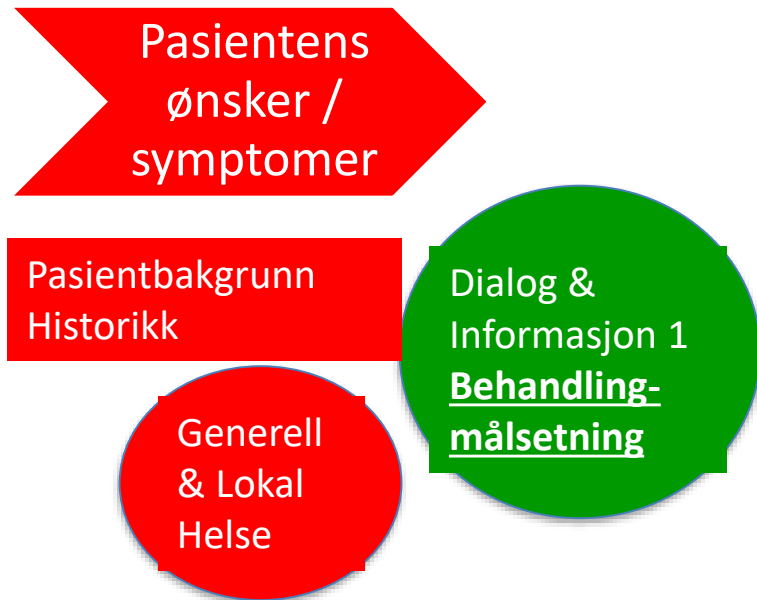 Pasientens
ønsker /
symptomer
Pasientbakgrunn
Historikk
Dialog &
Informasjon 1
Behandling-
målsetning
Generell
& Lokal
Helse